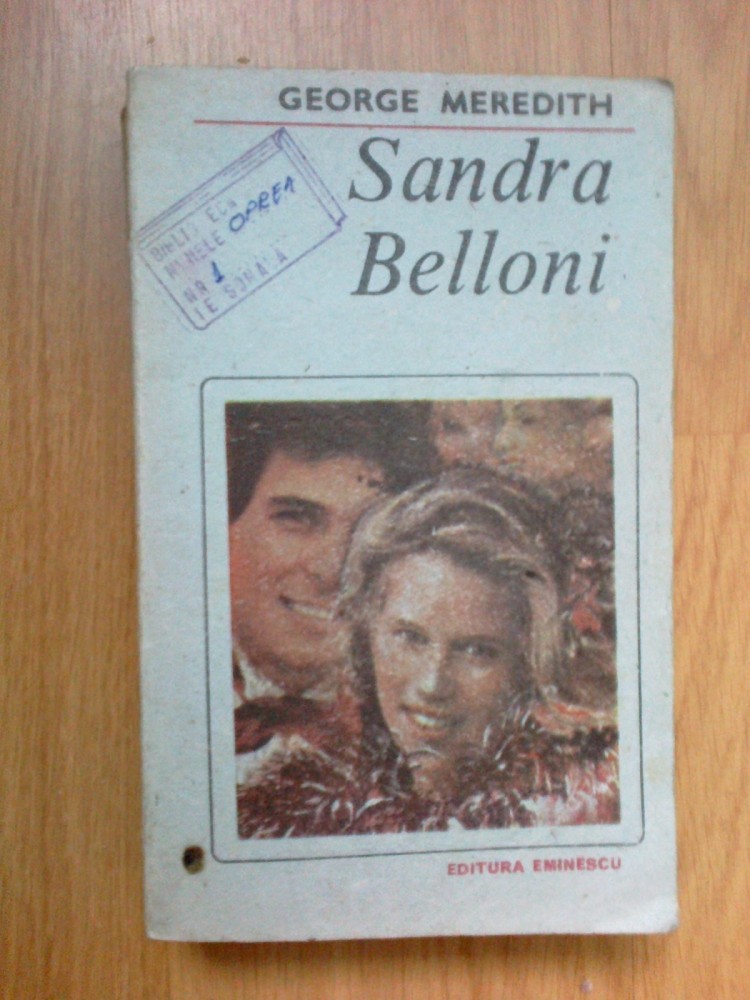 GEORGE MEREDITH
Sandra
Belloni
OPREA
NR 1
EDITURA EMINESCU